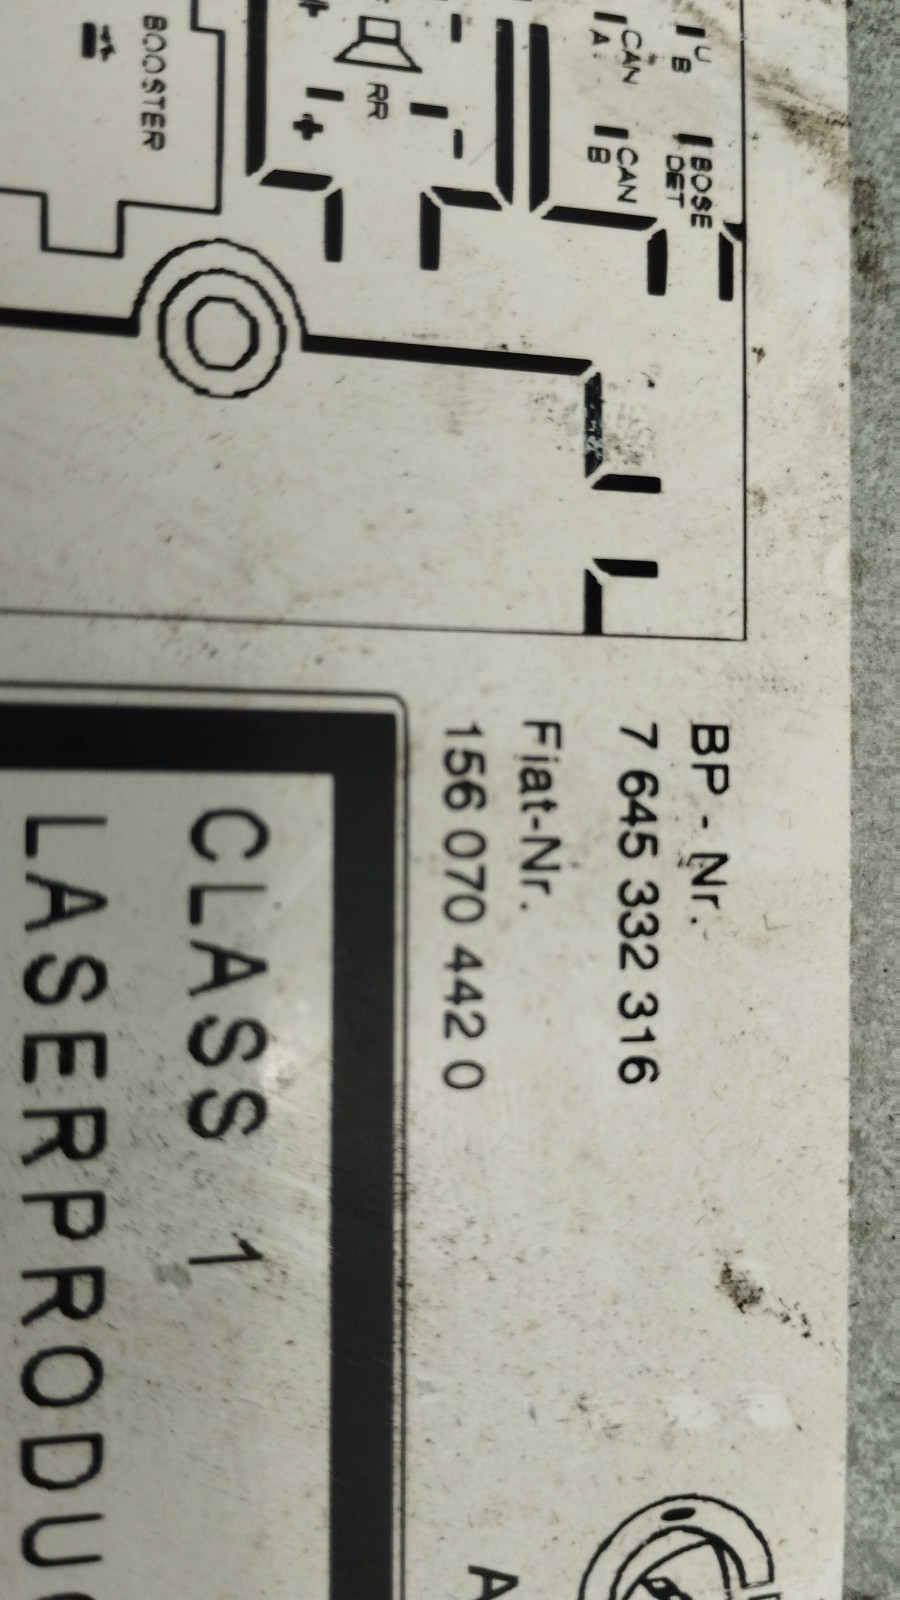 U
B
BOSE
DET
CAN
A
CAN
B
RR
BOOSTER
BP - Nr.
7 645 332 316
Fiat-Nr.
156 070 442 0
CLASS 1
LASERPRODU
A